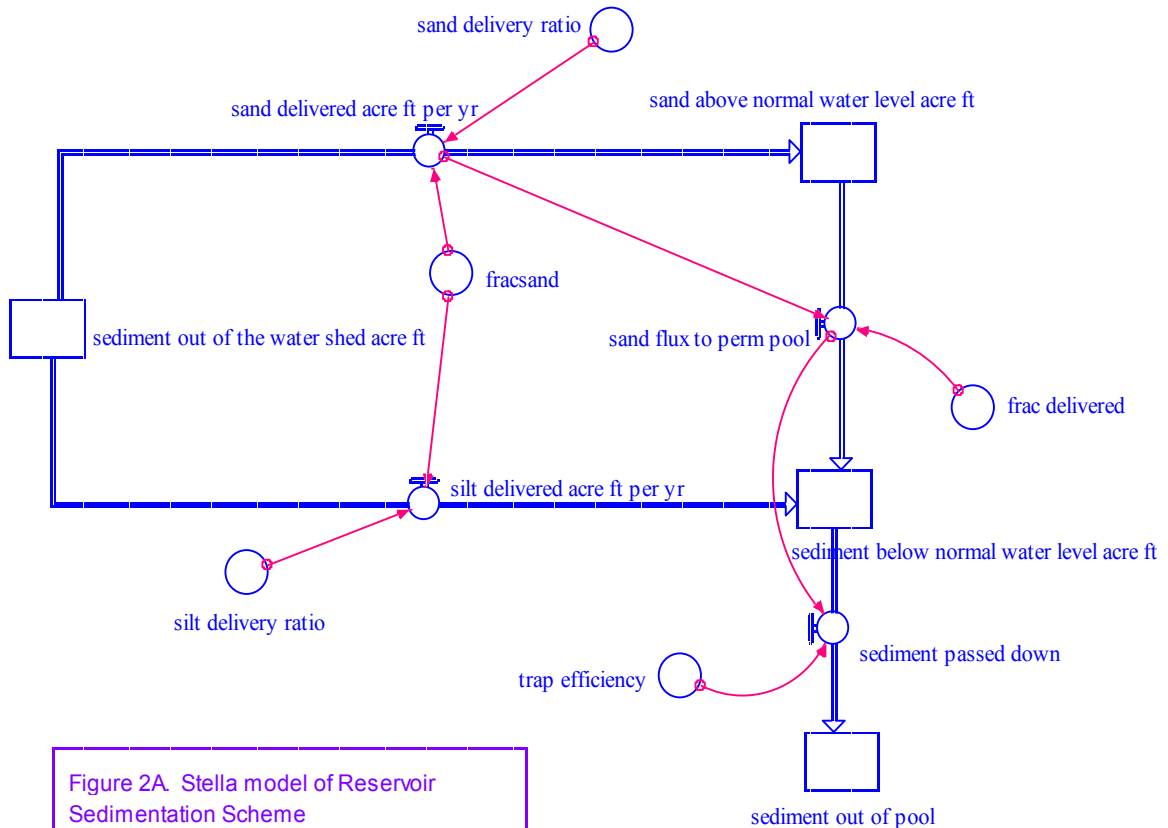 sand delivery ratio
sand delivered acre ft per yr
sand above normal water level acre ft
fracsand
sediment out of the water shed acre ft
sand flux to perm pool
frac delivered
silt delivered acre ft per yr
sediment below normal water level acre ft
silt delivery ratio
sediment passed down
trap efficiency
Figure 2A. Stella model of Reservoir
Sedimentation Scheme
sediment out of pool